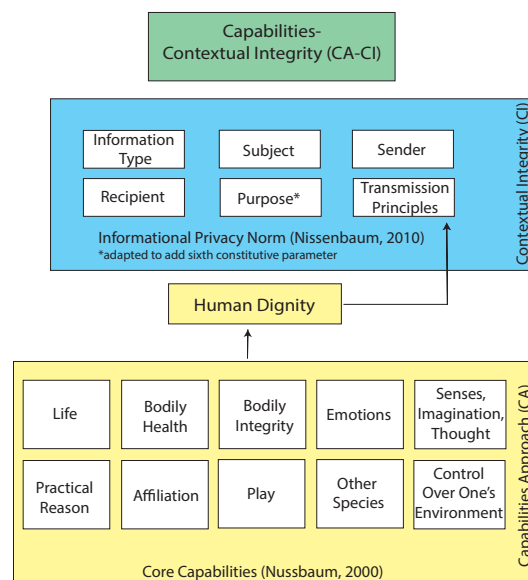 Capabilities-
Contextual Integrity (CA-CI)
Contextual Integrity (CI)
Information
Type
Subject
Sender
Recipient
Purpose*
Transmission
Principles
Informational Privacy Norm (Nissenbaum, 2010)
*adapted to add sixth constitutive parameter
Human Dignity
Capabilities Approach (CA)
Life
Bodily
Health
Bodily
Integrity
Emotions
Senses,
Imagination,
Thought
Practical
Reason
Affiliation
Play
Other
Species
Control
Over One's
Environment
Core Capabilities (Nussbaum, 2000)